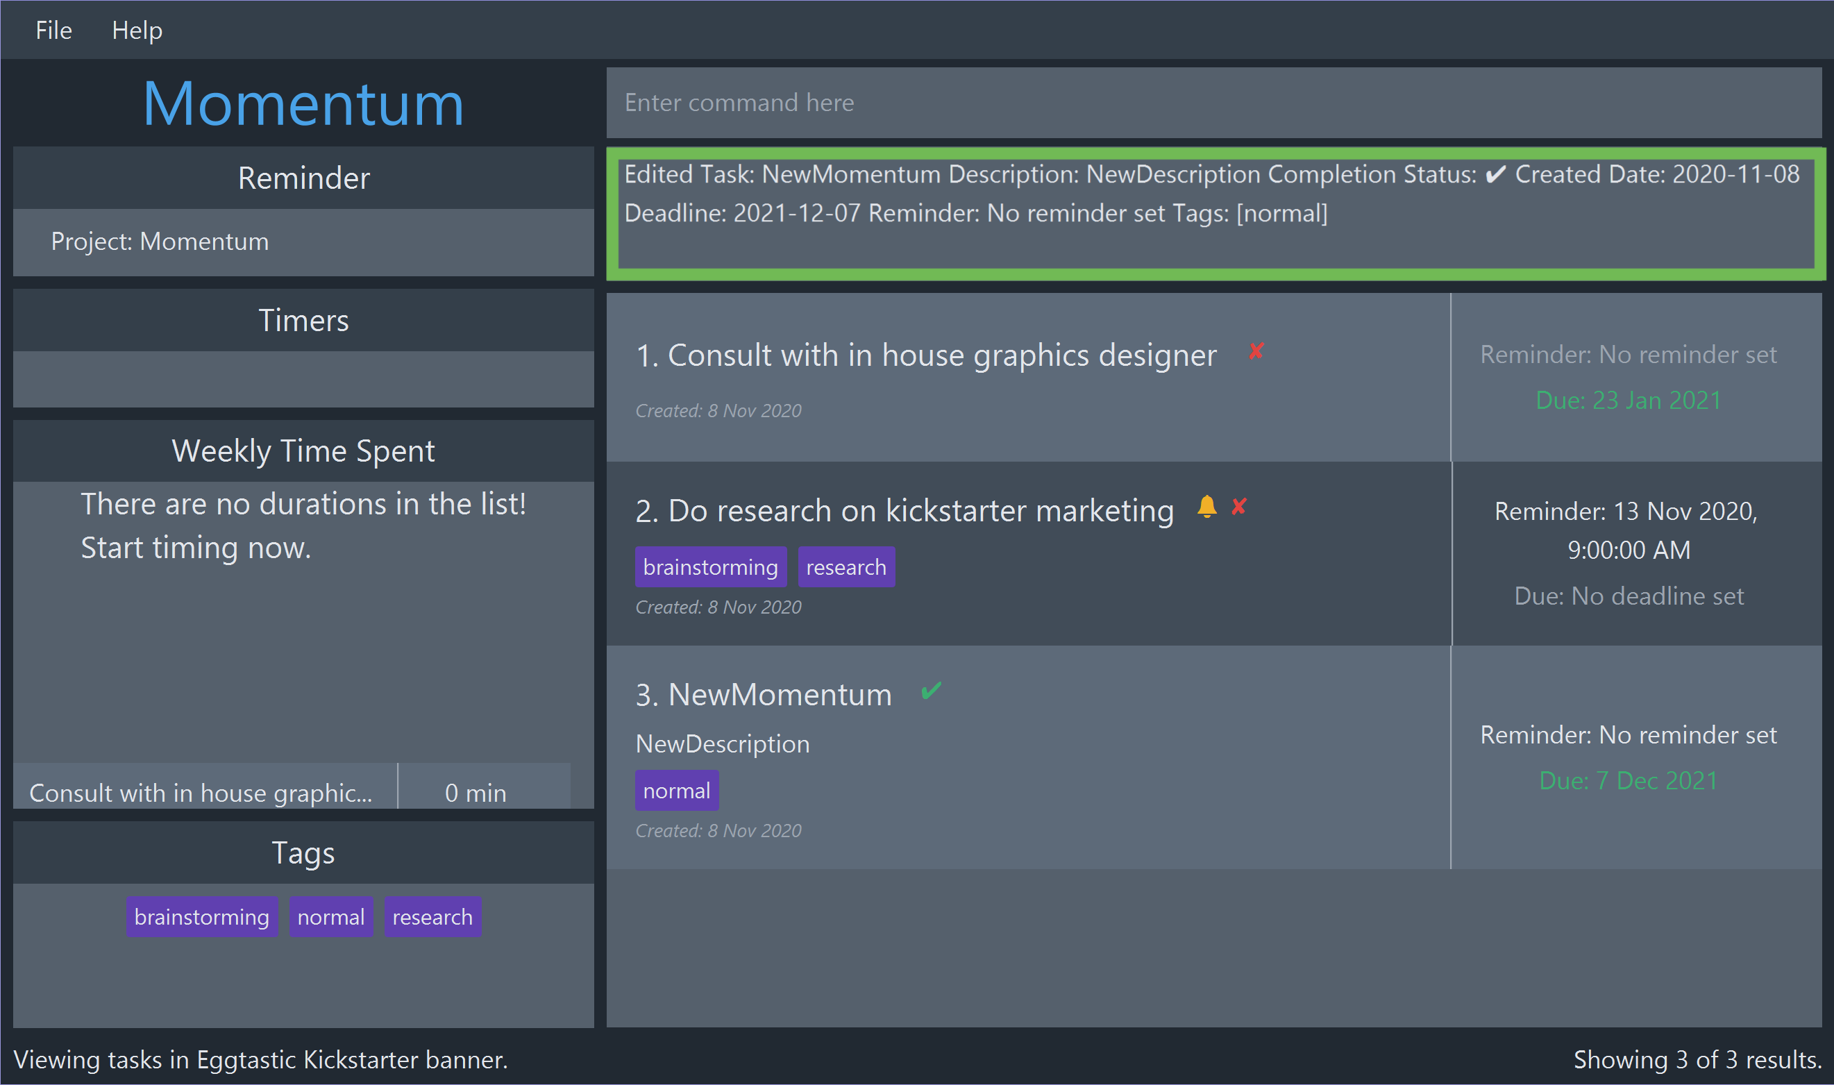 File Help
Momentum
Enter command here
Reminder
Project: Momentum
Timers
Weekly Time Spent
There are no durations in the list!
Start timing now.
Consult with in house graphic... 0 min
Tags
brainstorming normal research
Edited Task: NewMomentum Description: NewDescription Completion Status: ✔ Created Date: 2020-11-08
Deadline: 2021-12-07 Reminder: No reminder set Tags: [normal]
1. Consult with in house graphics designer ✘
Created: 8 Nov 2020
Reminder: No reminder set
Due: 23 Jan 2021
2. Do research on kickstarter marketing 🔔 ✘
brainstorming research
Created: 8 Nov 2020
Reminder: 13 Nov 2020,
9:00:00 AM
Due: No deadline set
3. NewMomentum ✔
NewDescription
normal
Created: 8 Nov 2020
Reminder: No reminder set
Due: 7 Dec 2021
Viewing tasks in Eggtastic Kickstarter banner.
Showing 3 of 3 results.